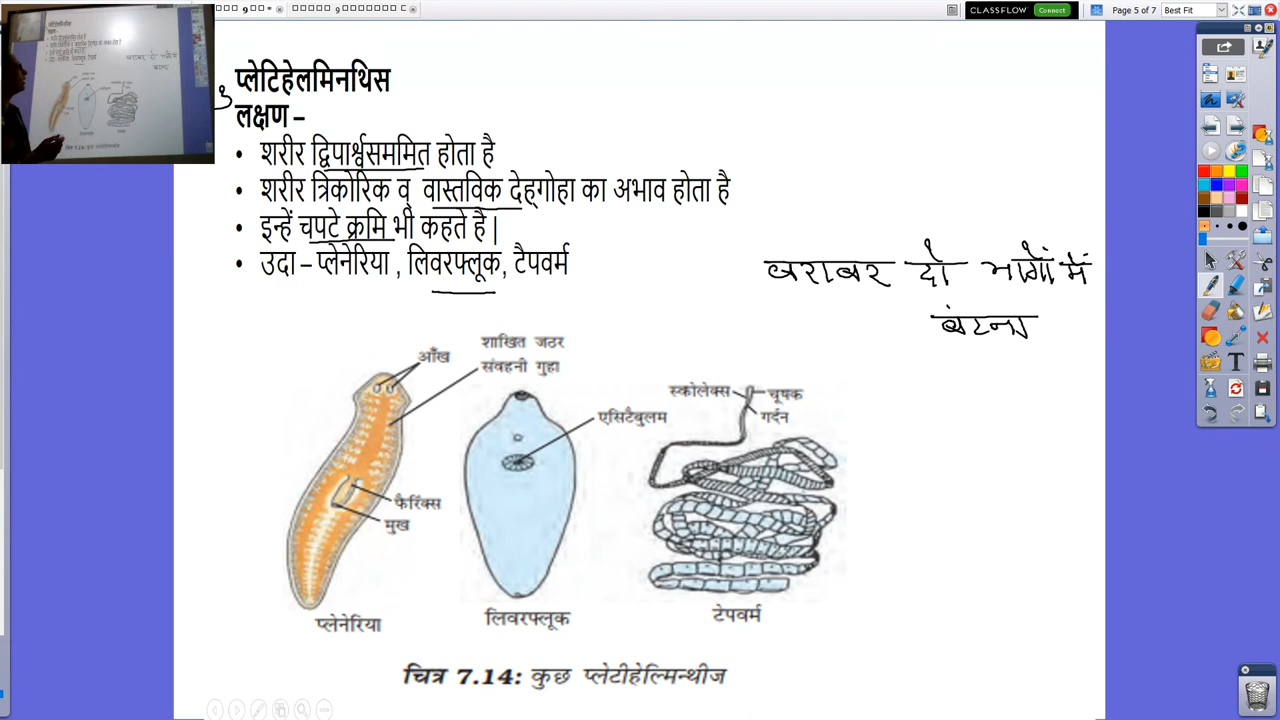 CLASSFLOW Connect
Page 5 of 7
Best Fit
3
प्लेटिहेलमिनथिस
लक्षण –
• शरीर द्विपार्श्वसममित होता है
• शरीर त्रिकोरिक व् वास्तविक देह्गोहा का अभाव होता है
• इन्हें चपटे क्रमि भी कहते है |
• उदा – प्लेनेरिया , लिवरफ्लूक, टैपवर्म
बराबर दो भागों में
बंटना
आँख
शाखित जठर
संवहनी गुहा
फैरिंक्स
मुख
प्लेनेरिया
एसिटैबुलम
लिवरफ्लूक
स्कोलेक्स
चूषक
गर्दन
टेपवर्म
चित्र 7.14: कुछ प्लेटीहेल्मिन्थीज